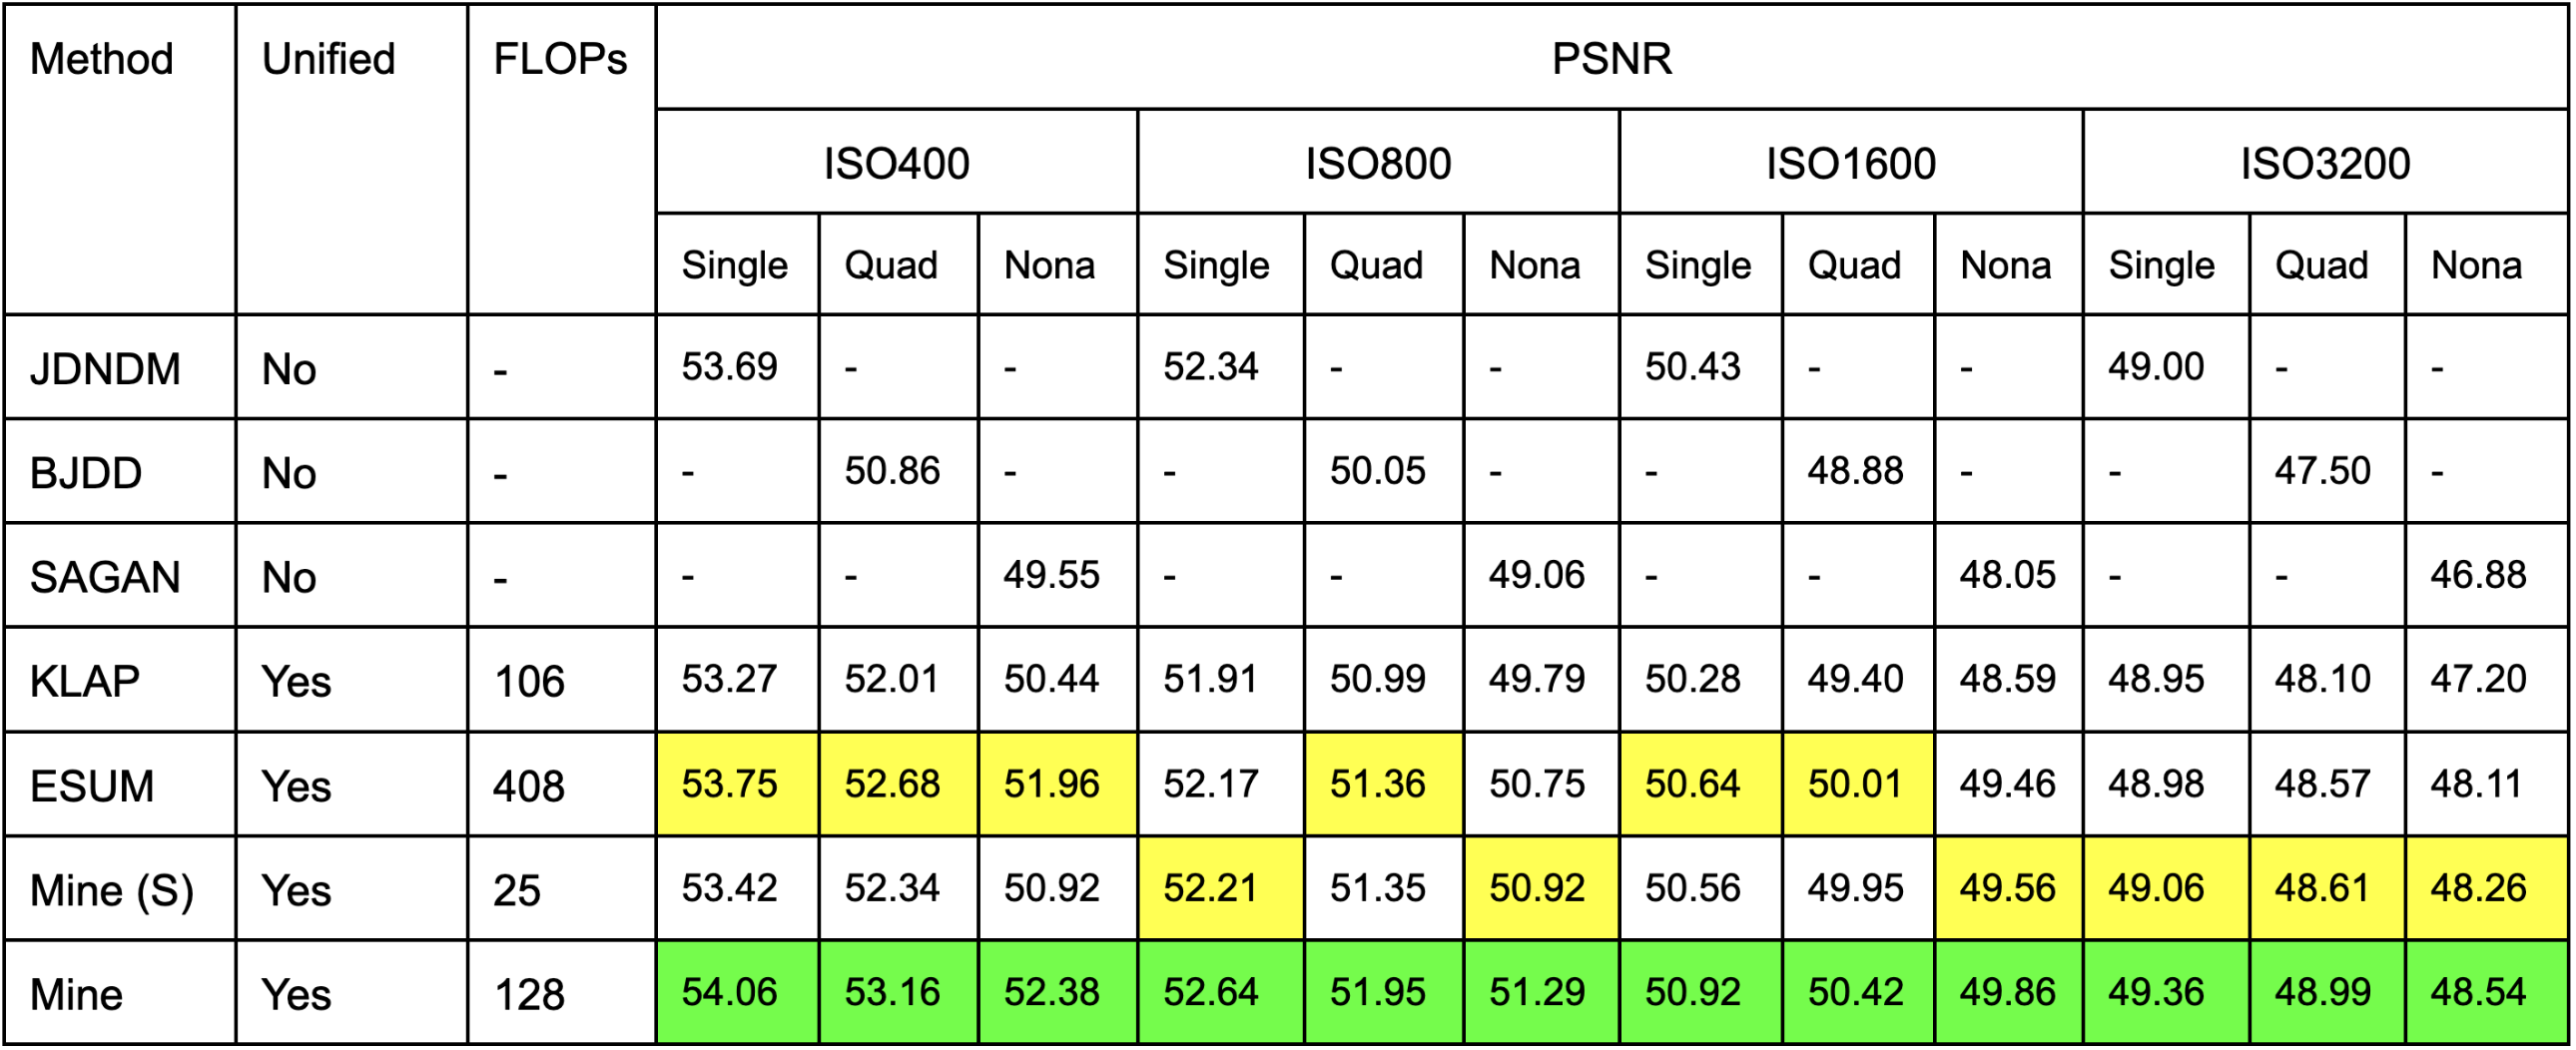 Method Unified FLOPs PSNR
ISO400 ISO800 ISO1600 ISO3200
Single Quad Nona Single Quad Nona Single Quad Nona Single Quad Nona
JDNDM No - 53.69 - - 52.34 - - 50.43 - - 49.00 - -
BJDD No - - 50.86 - - 50.05 - - 48.88 - - 47.50 -
SAGAN No - - - 49.55 - - 49.06 - - 48.05 - - 46.88
KLAP Yes 106 53.27 52.01 50.44 51.91 50.99 49.79 50.28 49.40 48.59 48.95 48.10 47.20
ESUM Yes 408 53.75 52.68 51.96 52.17 51.36 50.75 50.64 50.01 49.46 48.98 48.57 48.11
Mine (S) Yes 25 53.42 52.34 50.92 52.21 51.35 50.92 50.56 49.95 49.56 49.06 48.61 48.26
Mine Yes 128 54.06 53.16 52.38 52.64 51.95 51.29 50.92 50.42 49.86 49.36 48.99 48.54